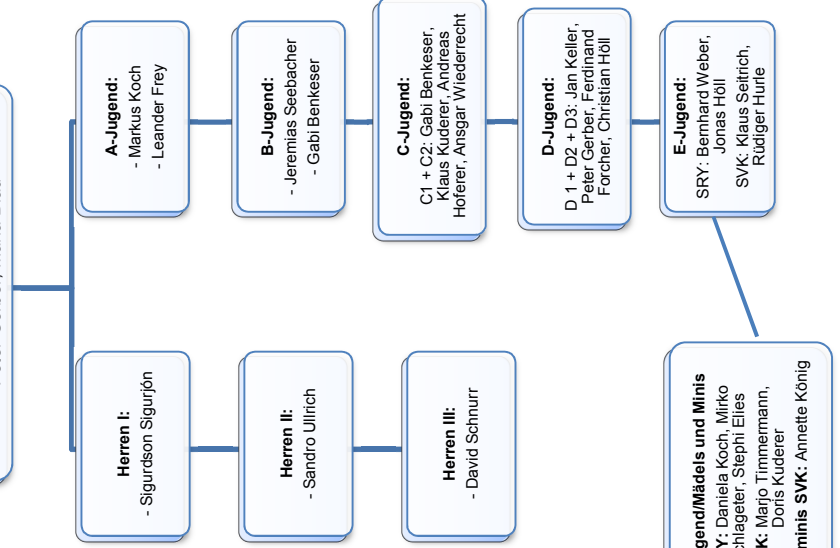 A-Jugend:
- Markus Koch
- Leander Frey
B-Jugend:
- Jeremias Seebacher
- Gabi Benkeser
C-Jugend:
C1 + C2: Gabi Benkeser,
Klaus Kuderer, Andreas
Hoferer, Ansgar Wiederrecht
D-Jugend:
D 1 + D2 + D3: Jan Keller,
Peter Gerber, Ferdinand
Forcher, Christian Höll
E-Jugend:
SRY: Bernhard Weber,
Jonas Höll
SVK: Klaus Seitrich,
Rüdiger Hurle
Herren I:
- Sigurdson Sigurjón
Herren II:
- Sandro Ullrich
Herren III:
- David Schnurr
gend/Mädels und Minis
Y: Daniela Koch, Mirko
chlageter, Stephi Elies
K: Marjo Timmermann,
Doris Kuderer
minis SVK: Annette König